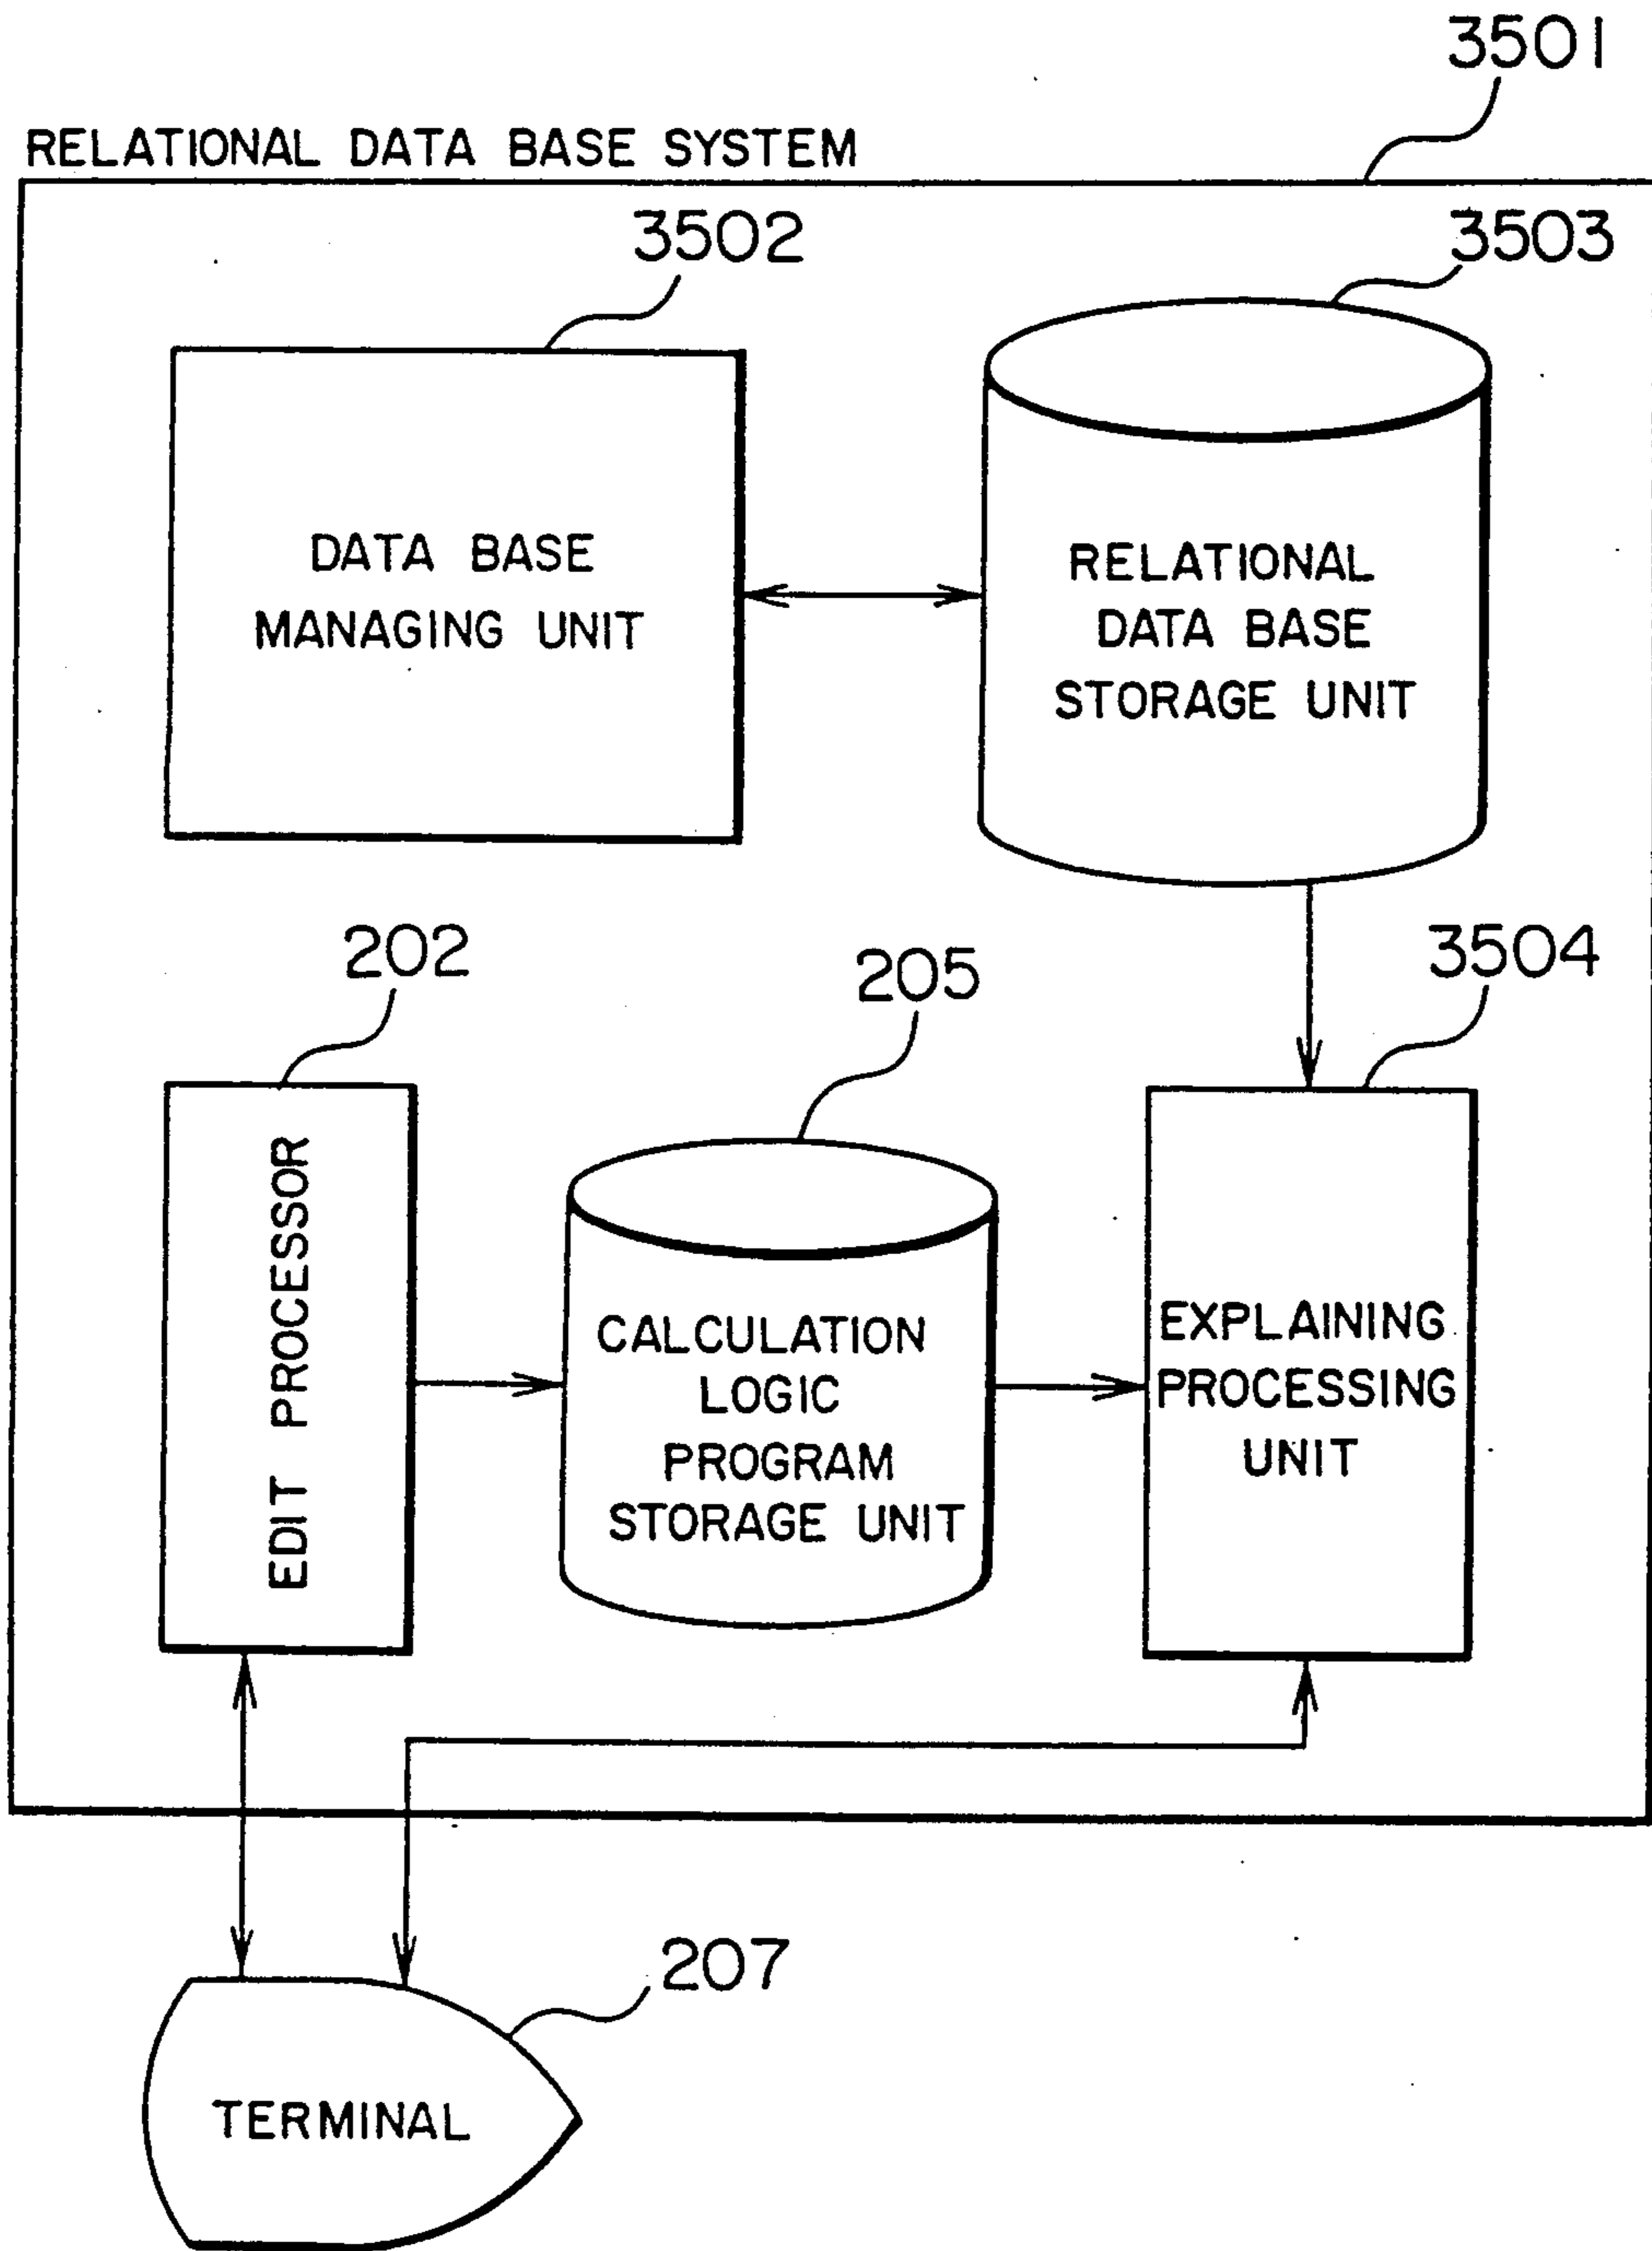 3501
RELATIONAL DATA BASE SYSTEM
3502
3503
DATA BASE
MANAGING UNIT
RELATIONAL
DATA BASE
STORAGE UNIT
202
205
3504
EDIT PROCESSOR
CALCULATION
LOGIC
PROGRAM
STORAGE UNIT
EXPLAINING
PROCESSING
UNIT
207
TERMINAL